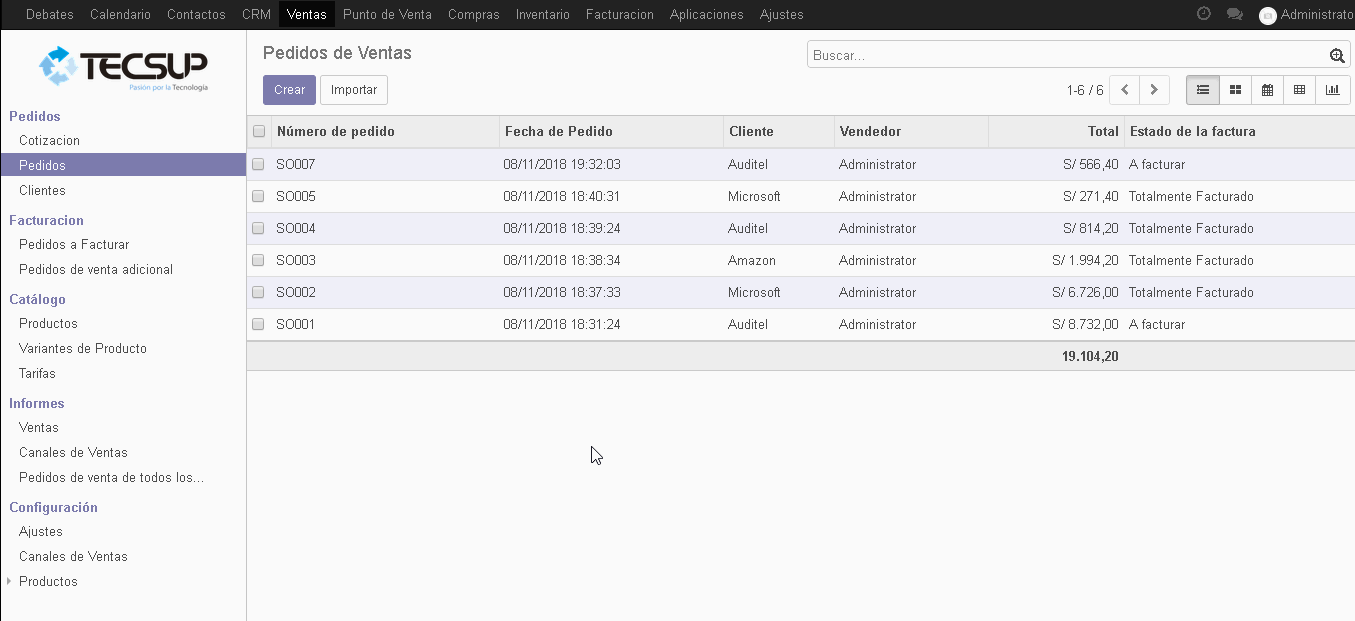 Debates Calendario Contactos CRM Ventas Punto de Venta Compras Inventario Facturacion Aplicaciones Ajustes Administrato
TECSUP
Pasión por la Tecnología
Pedidos
Cotizacion
Pedidos
Clientes
Facturacion
Pedidos a Facturar
Pedidos de venta adicional
Catálogo
Productos
Variantes de Producto
Tarifas
Informes
Ventas
Canales de Ventas
Pedidos de venta de todos los...
Configuración
Ajustes
Canales de Ventas
Productos
Pedidos de Ventas
Buscar...
Crear Importar
1-6 / 6
Número de pedido Fecha de Pedido Cliente Vendedor Total Estado de la factura
SO007 08/11/2018 19:32:03 Auditel Administrator S/ 566,40 A facturar
SO005 08/11/2018 18:40:31 Microsoft Administrator S/ 271,40 Totalmente Facturado
SO004 08/11/2018 18:39:24 Auditel Administrator S/ 814,20 Totalmente Facturado
SO003 08/11/2018 18:38:34 Amazon Administrator S/ 1.994,20 Totalmente Facturado
SO002 08/11/2018 18:37:33 Microsoft Administrator S/ 6.726,00 Totalmente Facturado
SO001 08/11/2018 18:31:24 Auditel Administrator S/ 8.732,00 A facturar
19.104,20